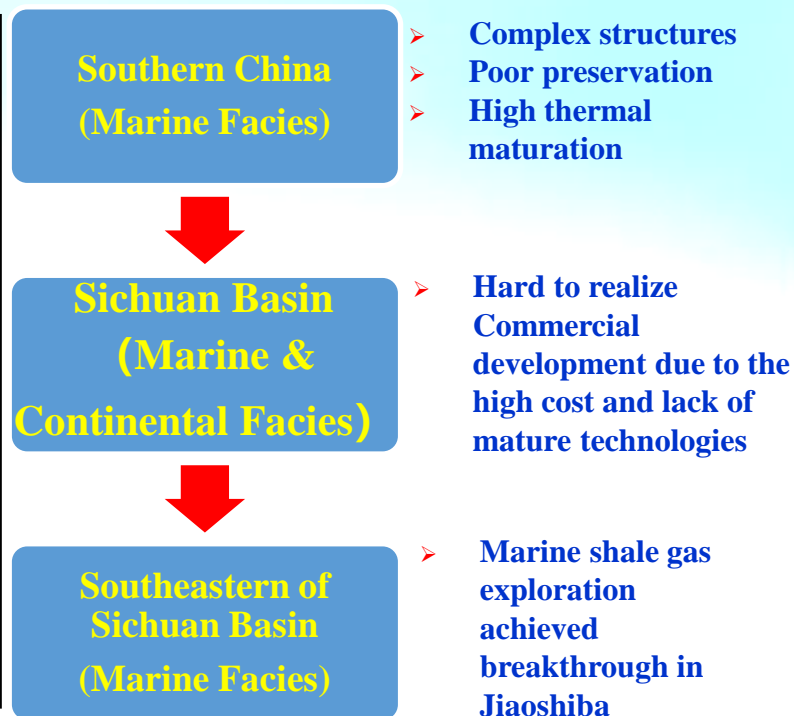 Southern China
(Marine Facies)
➢ Complex structures
➢ Poor preservation
➢ High thermal
maturation
Sichuan Basin
(Marine &
Continental Facies)
➢ Hard to realize
Commercial
development due to the
high cost and lack of
mature technologies
Southeastern of
Sichuan Basin
(Marine Facies)
➢ Marine shale gas
exploration
achieved
breakthrough in
Jiaoshiba